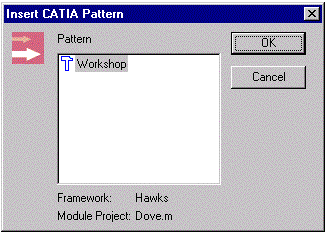 Insert CATIA Pattern
Pattern
OK
Workshop
Cancel
Framework: Hawks
Module Project: Dove.m